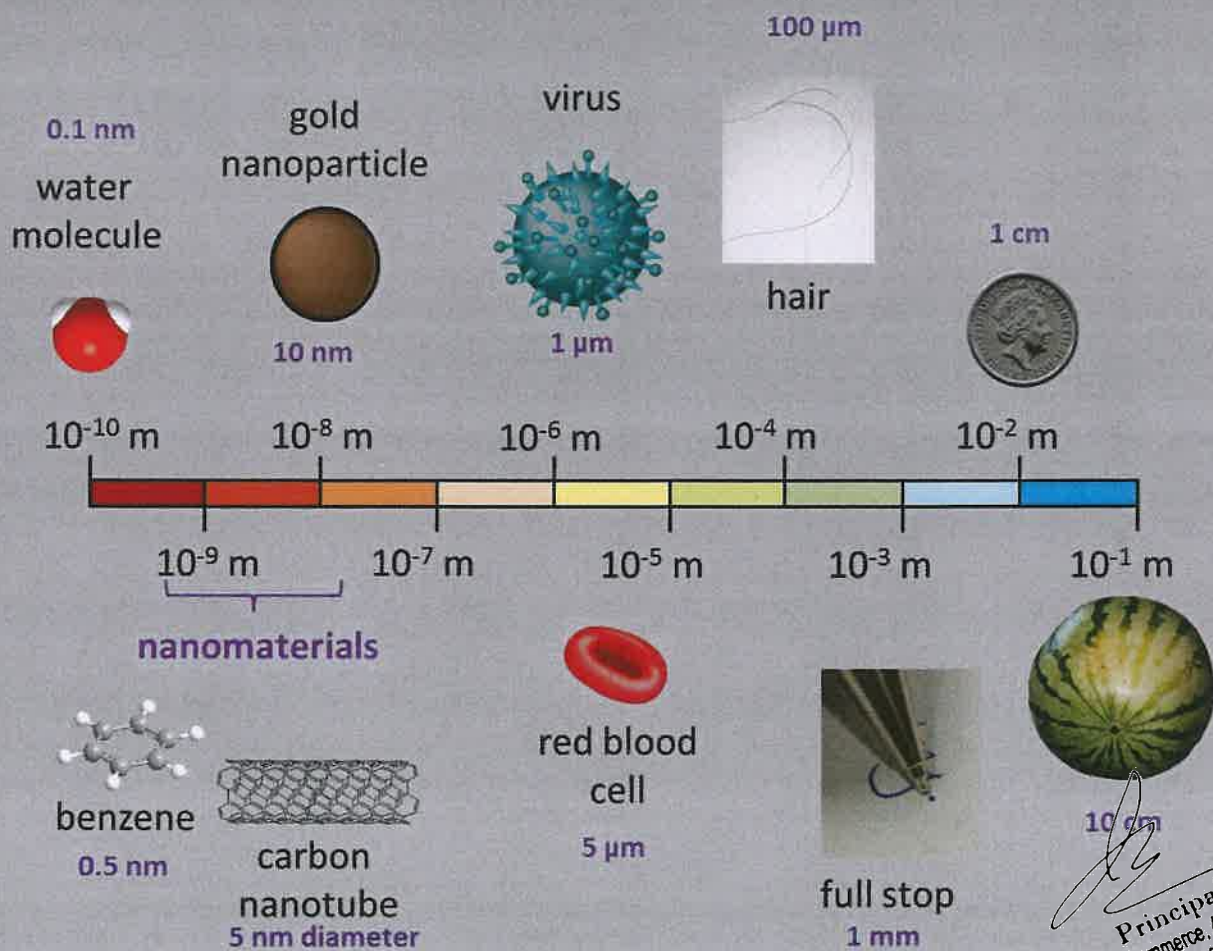 100 µm
0.1 nm
water
molecule
gold
nanoparticle
10 nm
virus
1 µm
hair
1 cm
10⁻¹⁰ m
10⁻⁸ m
10⁻⁶ m
10⁻⁴ m
10⁻² m
10⁻⁹ m
10⁻⁷ m
10⁻⁵ m
10⁻³ m
10⁻¹ m
nanomaterials
benzene
0.5 nm
carbon
nanotube
5 nm diameter
red blood
cell
5 µm
full stop
1 mm
10 cm